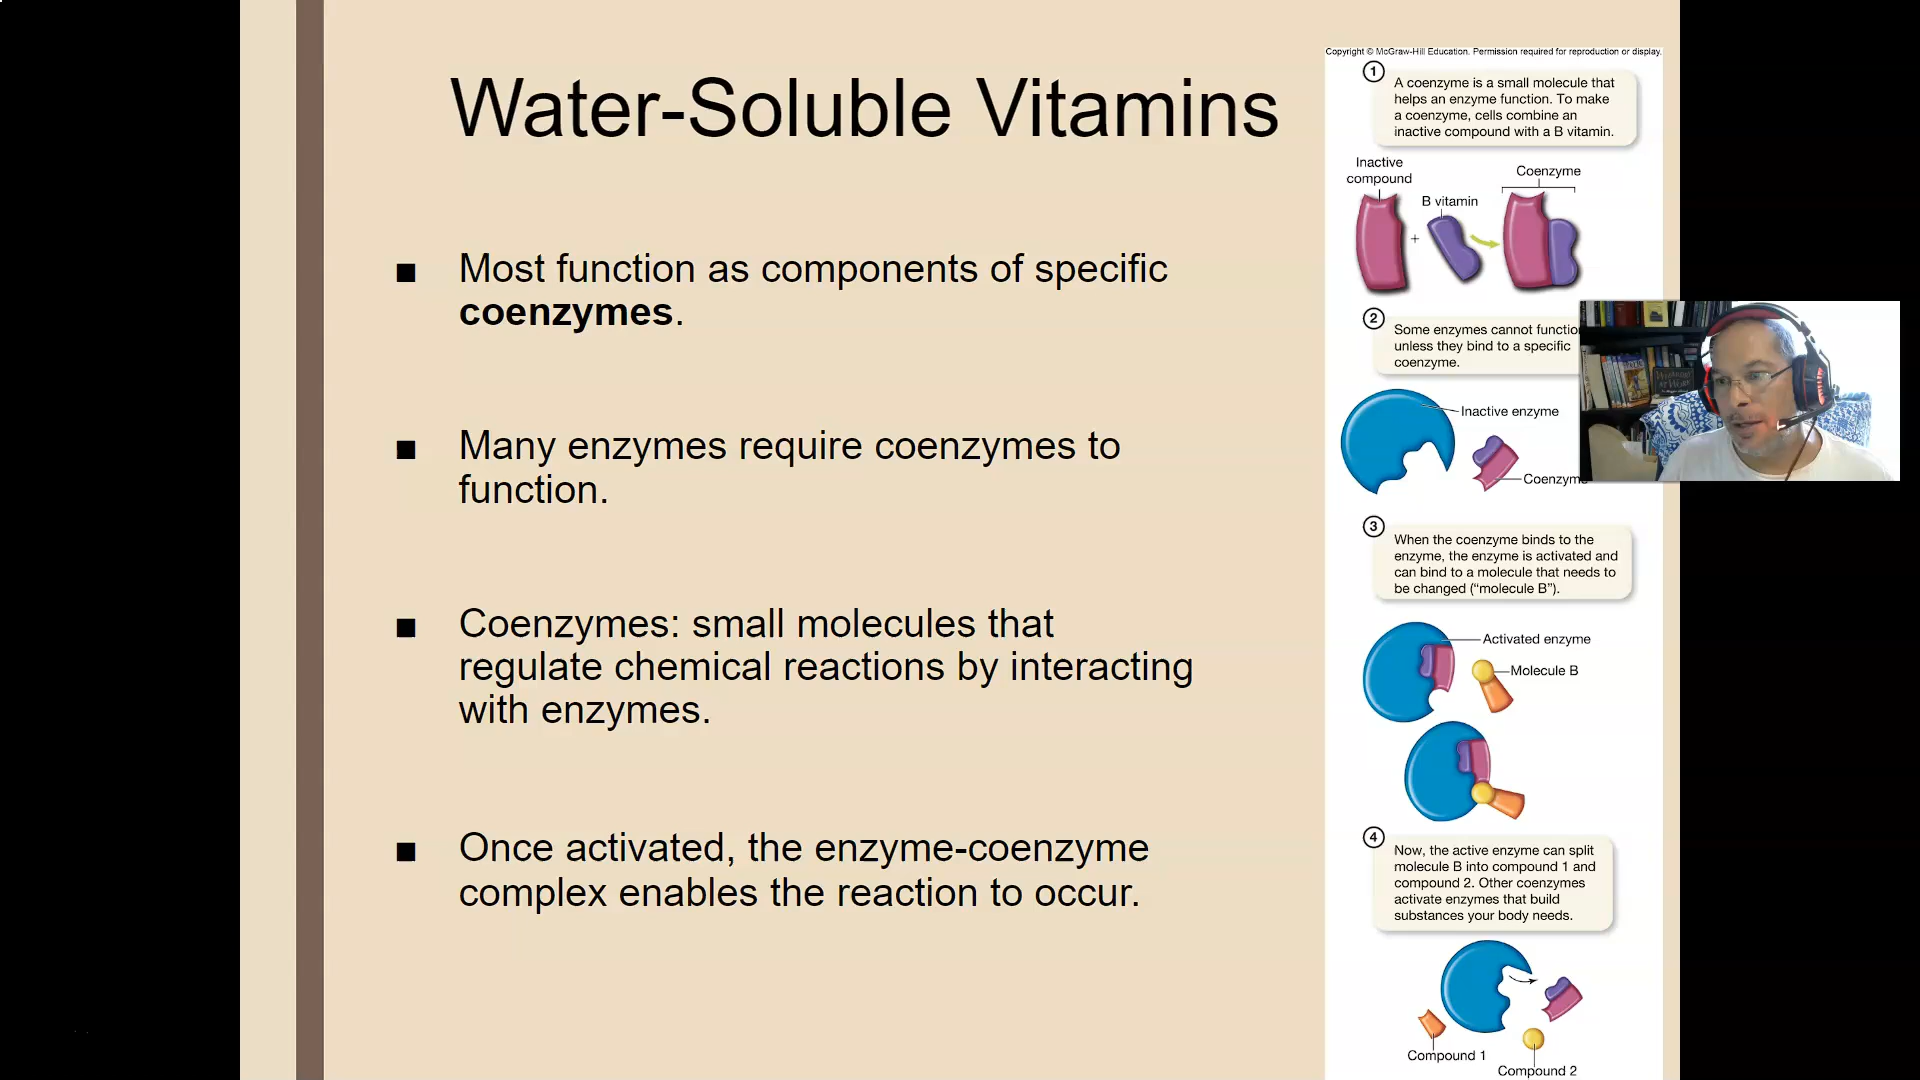 Water-Soluble Vitamins
■ Most function as components of specific
coenzymes.
■ Many enzymes require coenzymes to
function.
■ Coenzymes: small molecules that
regulate chemical reactions by interacting
with enzymes.
■ Once activated, the enzyme-coenzyme
complex enables the reaction to occur.
Copyright © McGraw-Hill Education. Permission required for reproduction or display.
1
A coenzyme is a small molecule that
helps an enzyme function. To make
a coenzyme, cells combine an
inactive compound with a B vitamin.
Inactive
compound
B vitamin
Coenzyme
+
2
Some enzymes cannot function
unless they bind to a specific
coenzyme.
Inactive enzyme
Coenzyme
3
When the coenzyme binds to the
enzyme, the enzyme is activated and
can bind to a molecule that needs to
be changed (“molecule B”).
Activated enzyme
Molecule B
4
Now, the active enzyme can split
molecule B into compound 1 and
compound 2. Other coenzymes
activate enzymes that build
substances your body needs.
Compound 1
Compound 2